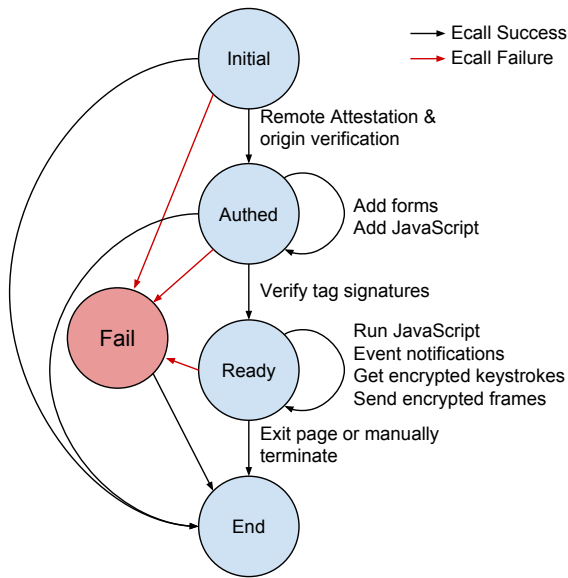 Initial
Ecall Success
Ecall Failure
Remote Attestation &
origin verification
Authed
Add forms
Add JavaScript
Verify tag signatures
Fail
Ready
Run JavaScript
Event notifications
Get encrypted keystrokes
Send encrypted frames
Exit page or manually
terminate
End